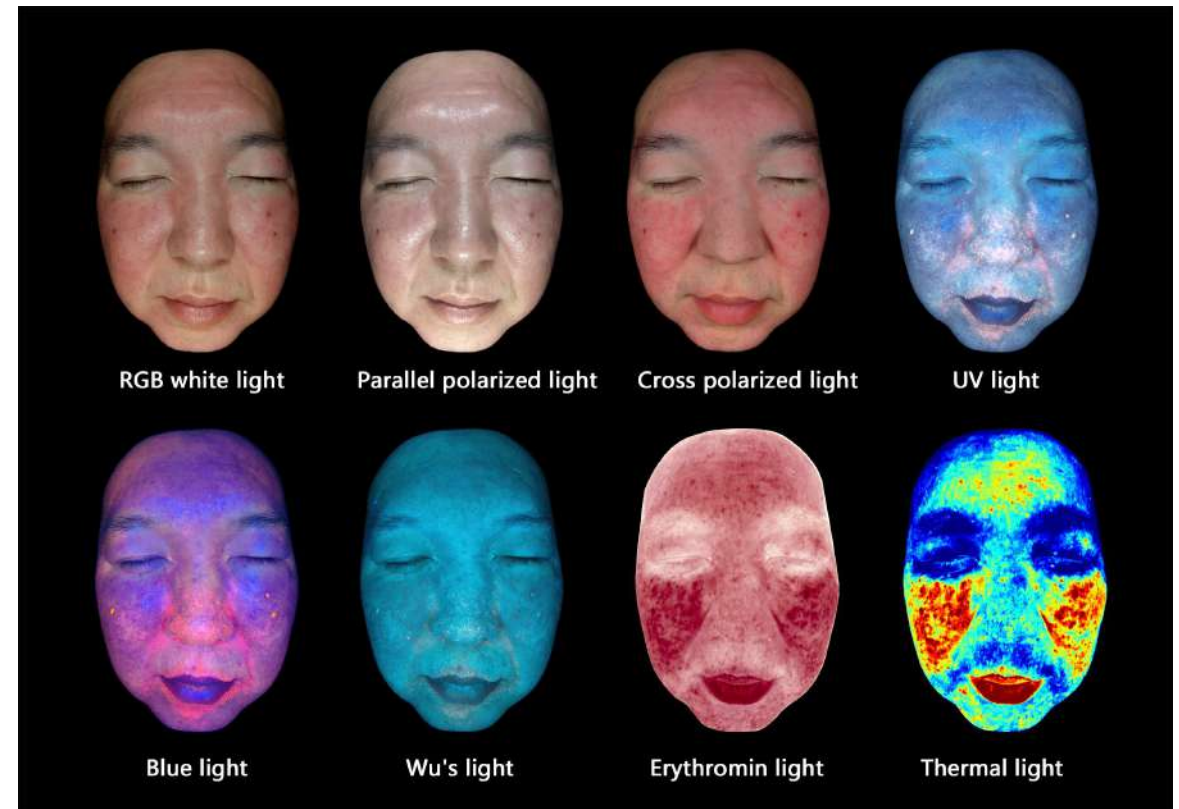 RGB white light
Parallel polarized light
Cross polarized light
UV light
Blue light
Wu's light
Erythromin light
Thermal light